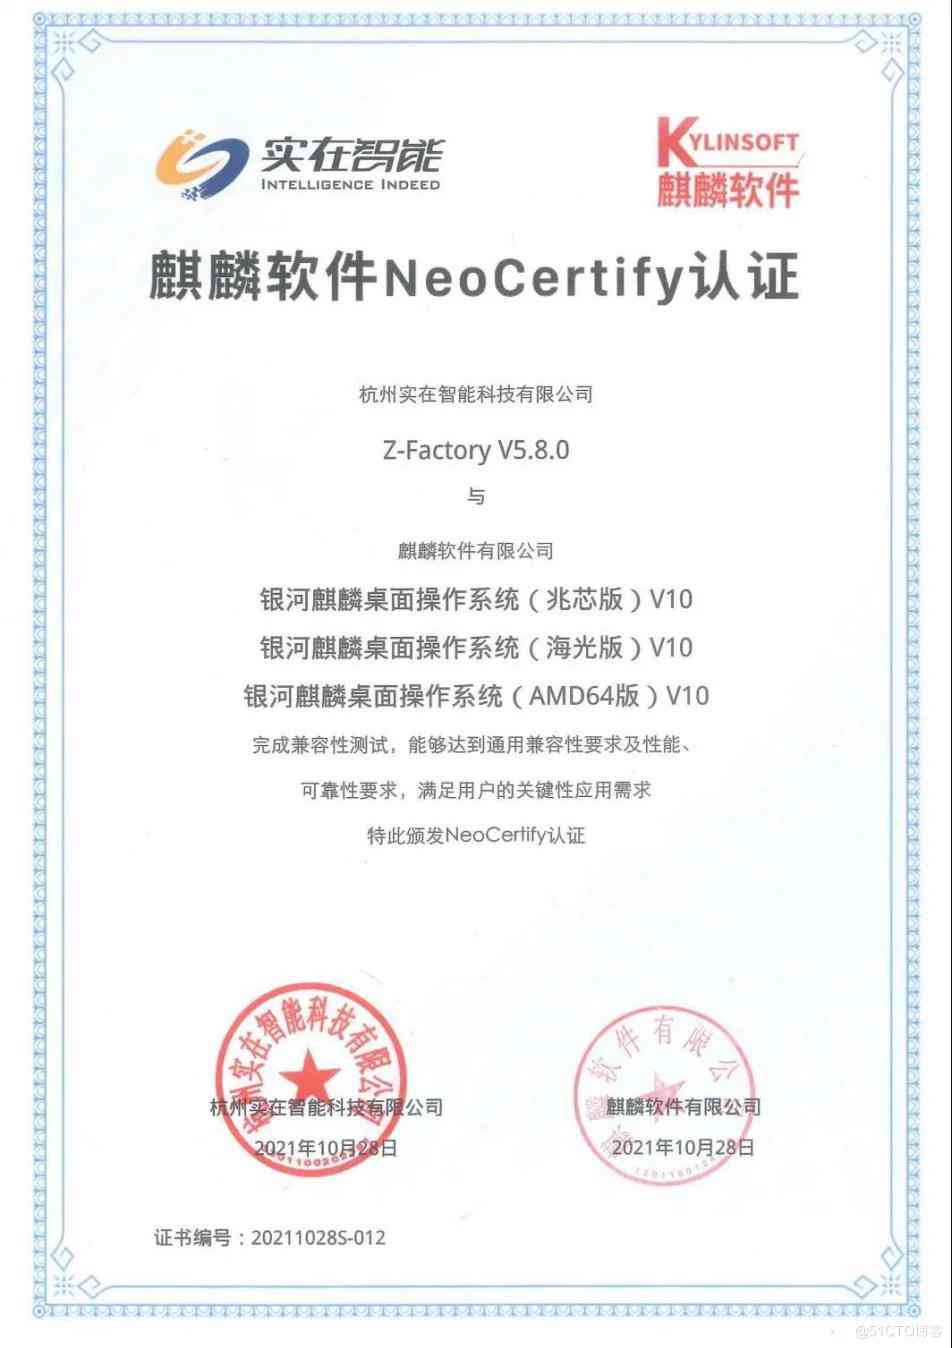 实在智能
INTELLIGENCE INDEED
KYLINSOFT
麒麟软件
麒麟软件NeoCertify认证
杭州实在智能科技有限公司
Z-Factory V5.8.0
与
麒麟软件有限公司
银河麒麟桌面操作系统（兆芯版）V10
银河麒麟桌面操作系统（海光版）V10
银河麒麟桌面操作系统（AMD64版）V10
完成兼容性测试，能够达到通用兼容性要求及性能、
可靠性要求，满足用户的关键性应用需求
特此颁发NeoCertify认证
杭州实在智能科技有限公司
麒麟软件有限公司
杭州实在智能科技有限公司
麒麟软件有限公司
2021年10月28日
2021年10月28日
证书编号：20211028S-012
@51CTO博客